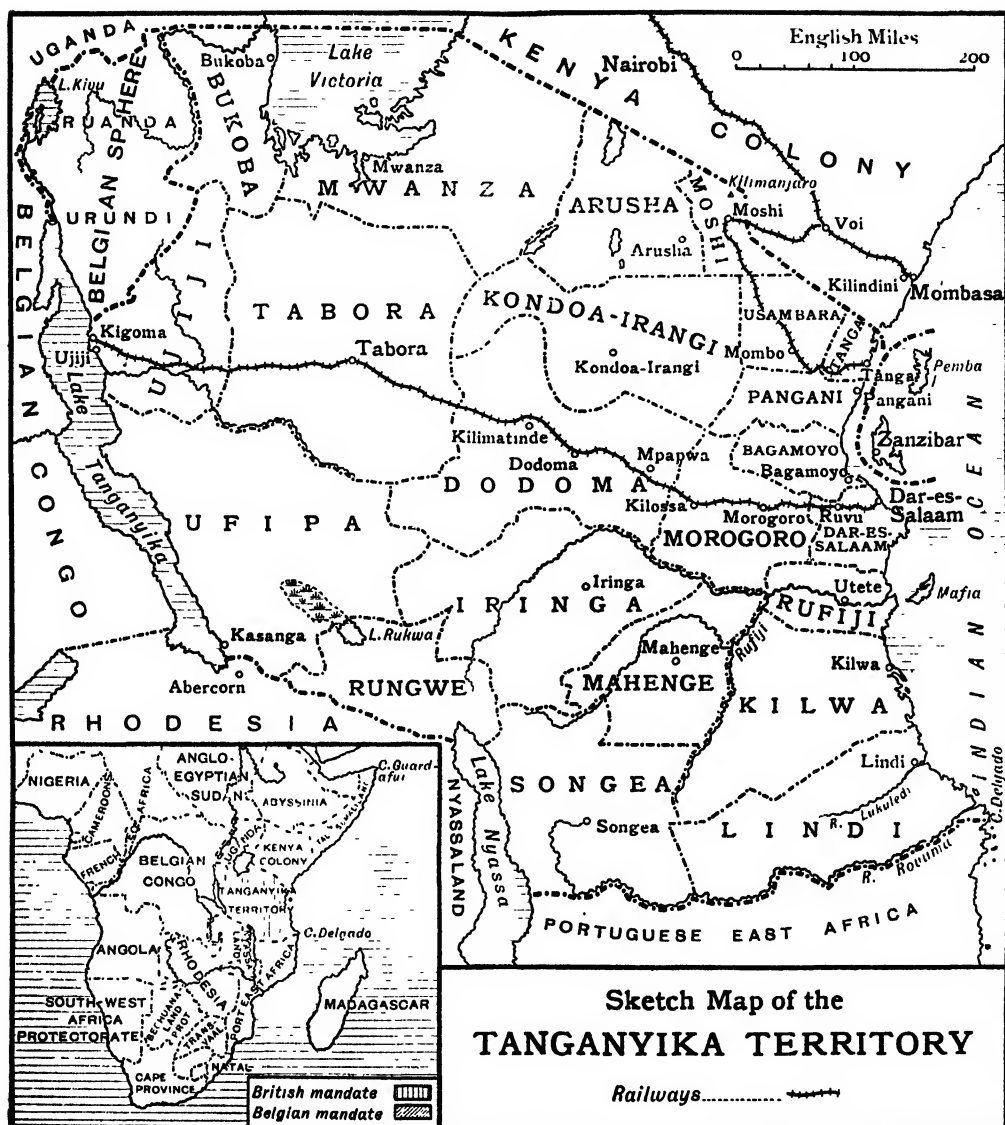 UGANDA
KENYA COLONY
English Miles
0 100 200
Nairobi
Bukoba
Lake
Victoria
L. Kivu
RUANDA
BELGIAN SPHERE
BUKOBA
Mwanza
MWANZA
ARUSHA
Arusha
MOSHI
Kilimanjaro
Moshi
Voi
Kilindini
Mombasa
BELGIAN CONGO
URUNDI
UJIJI
TABORA
Tabora
KONDOA-IRANGI
Kondoa-Irangi
USAMBARA
TANGA
Mombo
Tanga
Pemba
I
Kigoma
Ujiji
Lake Tanganyika
PANGANI
Pangani
Kilimatinde
Dodoma
Mpapwa
BAGAMOYO
Bagamoyo
Zanzibar
DODOMA
Kilossa
Morogoro
Ruvu
Dar-es-
Salaam
UFIPA
MOROGORO
DAR-ES-
SALAAM
INDIAN OCEAN
Iringa
IRINGA
Utete
RUFIJI
Rufiji
Mafia
Kasanga
L. Rukwa
Mahenge
MAHENGE
Kilwa
KILWA
Abercorn
RUNGWE
RHODESIA
Lake Nyassa
NYASSALAND
SONGEA
Songea
Lindi
LINDI
R. Lukuledi
C. Delgado
R. Rovuma
PORTUGUESE EAST AFRICA
NIGERIA
CAMEROONS
FRENCH EQ. AFRICA
ANGLO-
EGYPTIAN
SUDAN
ABYSSINIA
C. Guard-
afui
UGANDA
KENYA
COLONY
BELGIAN
CONGO
TANGANYIKA
TERRITORY
C. Delgado
ANGOLA
RHODESIA
PORT. EAST AFRICA
MADAGASCAR
SOUTH-WEST
AFRICA
PROTECTORATE
BECHUANA-
LAND
PROT
TRANS-
VAAL
NATAL
CAPE
PROVINCE
British mandate
Belgian mandate
Sketch Map of the
TANGANYIKA TERRITORY
Railways